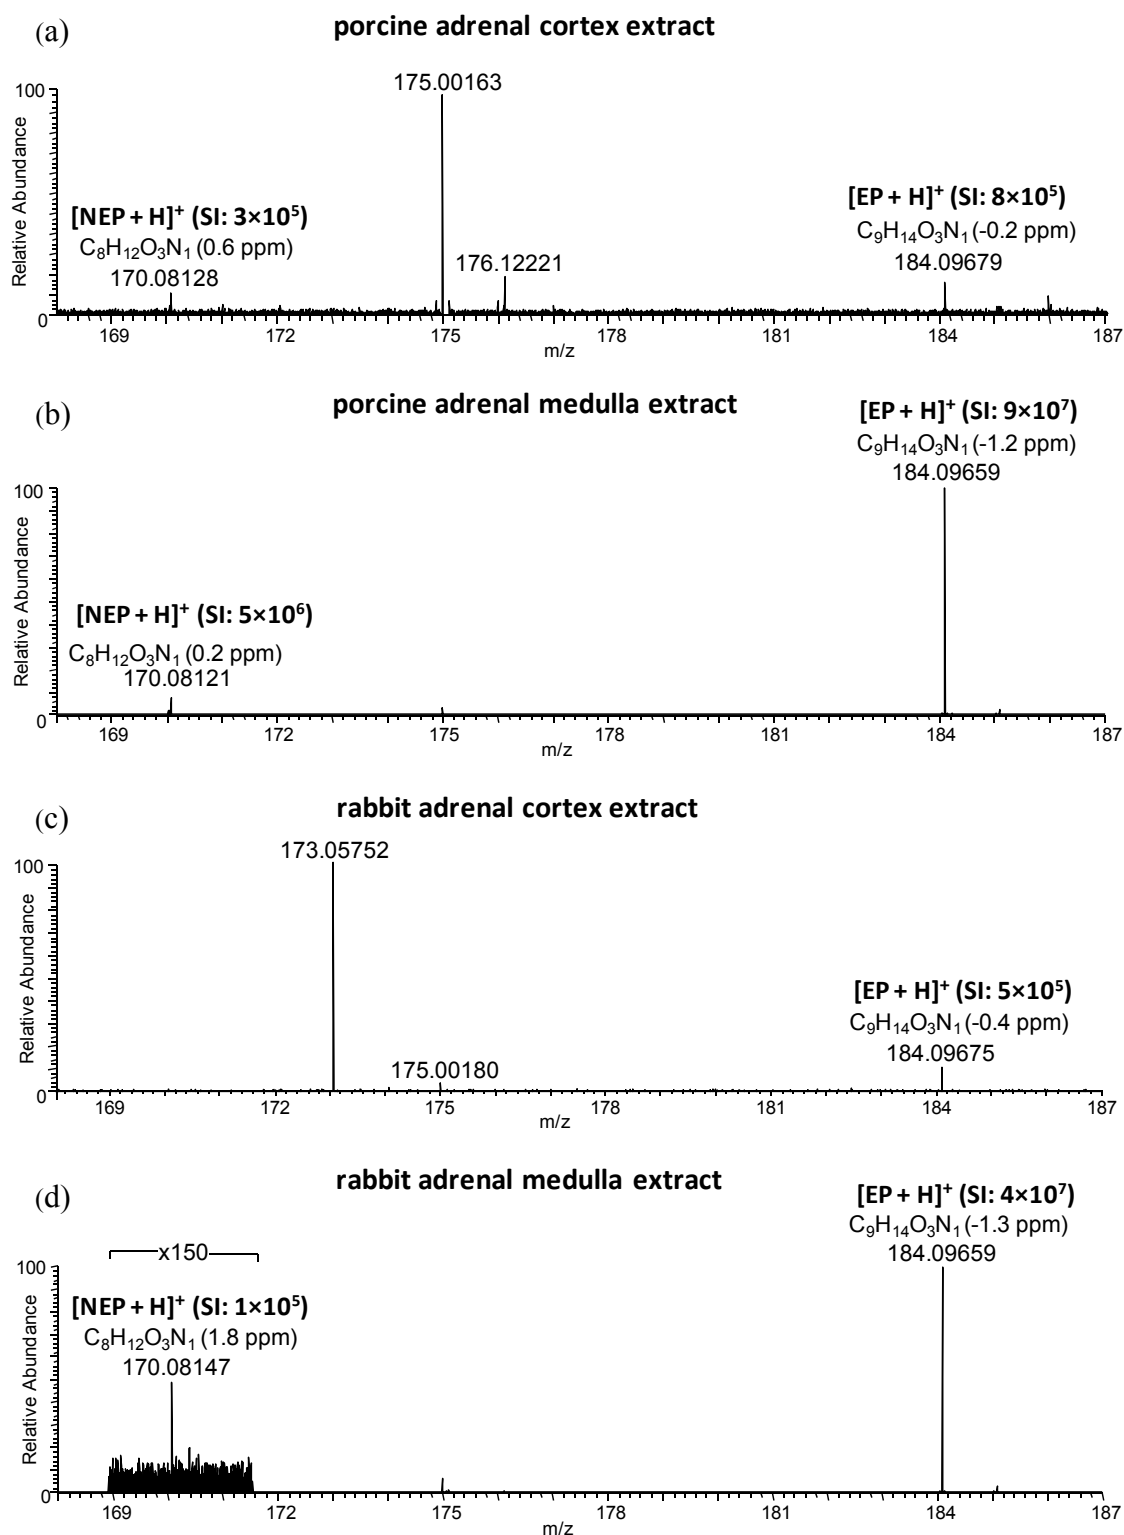 (a)
porcine adrenal cortex extract
175.00163
100
Relative Abundance
[NEP + H]⁺ (SI: 3×10⁵)
C₈H₁₂O₃N₁ (0.6 ppm)
170.08128
176.12221
[EP + H]⁺ (SI: 8×10⁵)
C₉H₁₄O₃N₁ (-0.2 ppm)
184.09679
0
169 172 175 178 181 184 187
m/z
(b)
porcine adrenal medulla extract
[EP + H]⁺ (SI: 9×10⁷)
C₉H₁₄O₃N₁ (-1.2 ppm)
184.09659
100
Relative Abundance
[NEP + H]⁺ (SI: 5×10⁶)
C₈H₁₂O₃N₁ (0.2 ppm)
170.08121
0
169 172 175 178 181 184 187
m/z
(c)
rabbit adrenal cortex extract
173.05752
100
Relative Abundance
[EP + H]⁺ (SI: 5×10⁵)
C₉H₁₄O₃N₁ (-0.4 ppm)
184.09675
175.00180
0
169 172 175 178 181 184 187
m/z
(d)
rabbit adrenal medulla extract
[EP + H]⁺ (SI: 4×10⁷)
C₉H₁₄O₃N₁ (-1.3 ppm)
184.09659
x150
100
Relative Abundance
[NEP + H]⁺ (SI: 1×10⁵)
C₈H₁₂O₃N₁ (1.8 ppm)
170.08147
0
169 172 175 178 181 184 187
m/z